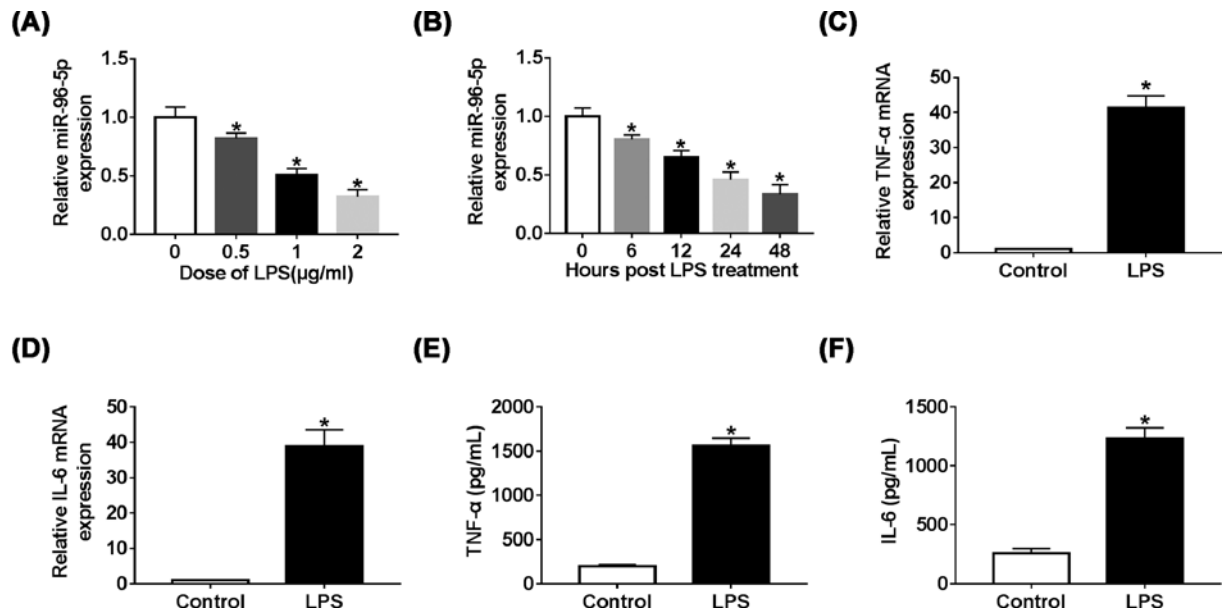 (A)
Relative miR-96-5p
expression
1.5
1.0
0.5
0.0
*
*
*
0 0.5 1 2
Dose of LPS(μg/ml)
(B)
Relative miR-96-5p
expression
1.5
1.0
0.5
0.0
*
*
*
*
0 6 12 24 48
Hours post LPS treatment
(C)
Relative TNF-α mRNA
expression
50
40
30
20
10
0
*
Control LPS
(D)
Relative IL-6 mRNA
expression
50
40
30
20
10
0
*
Control LPS
(E)
TNF-α (pg/mL)
2000
1500
1000
500
0
*
Control LPS
(F)
IL-6 (pg/mL)
1500
1000
500
0
*
Control LPS